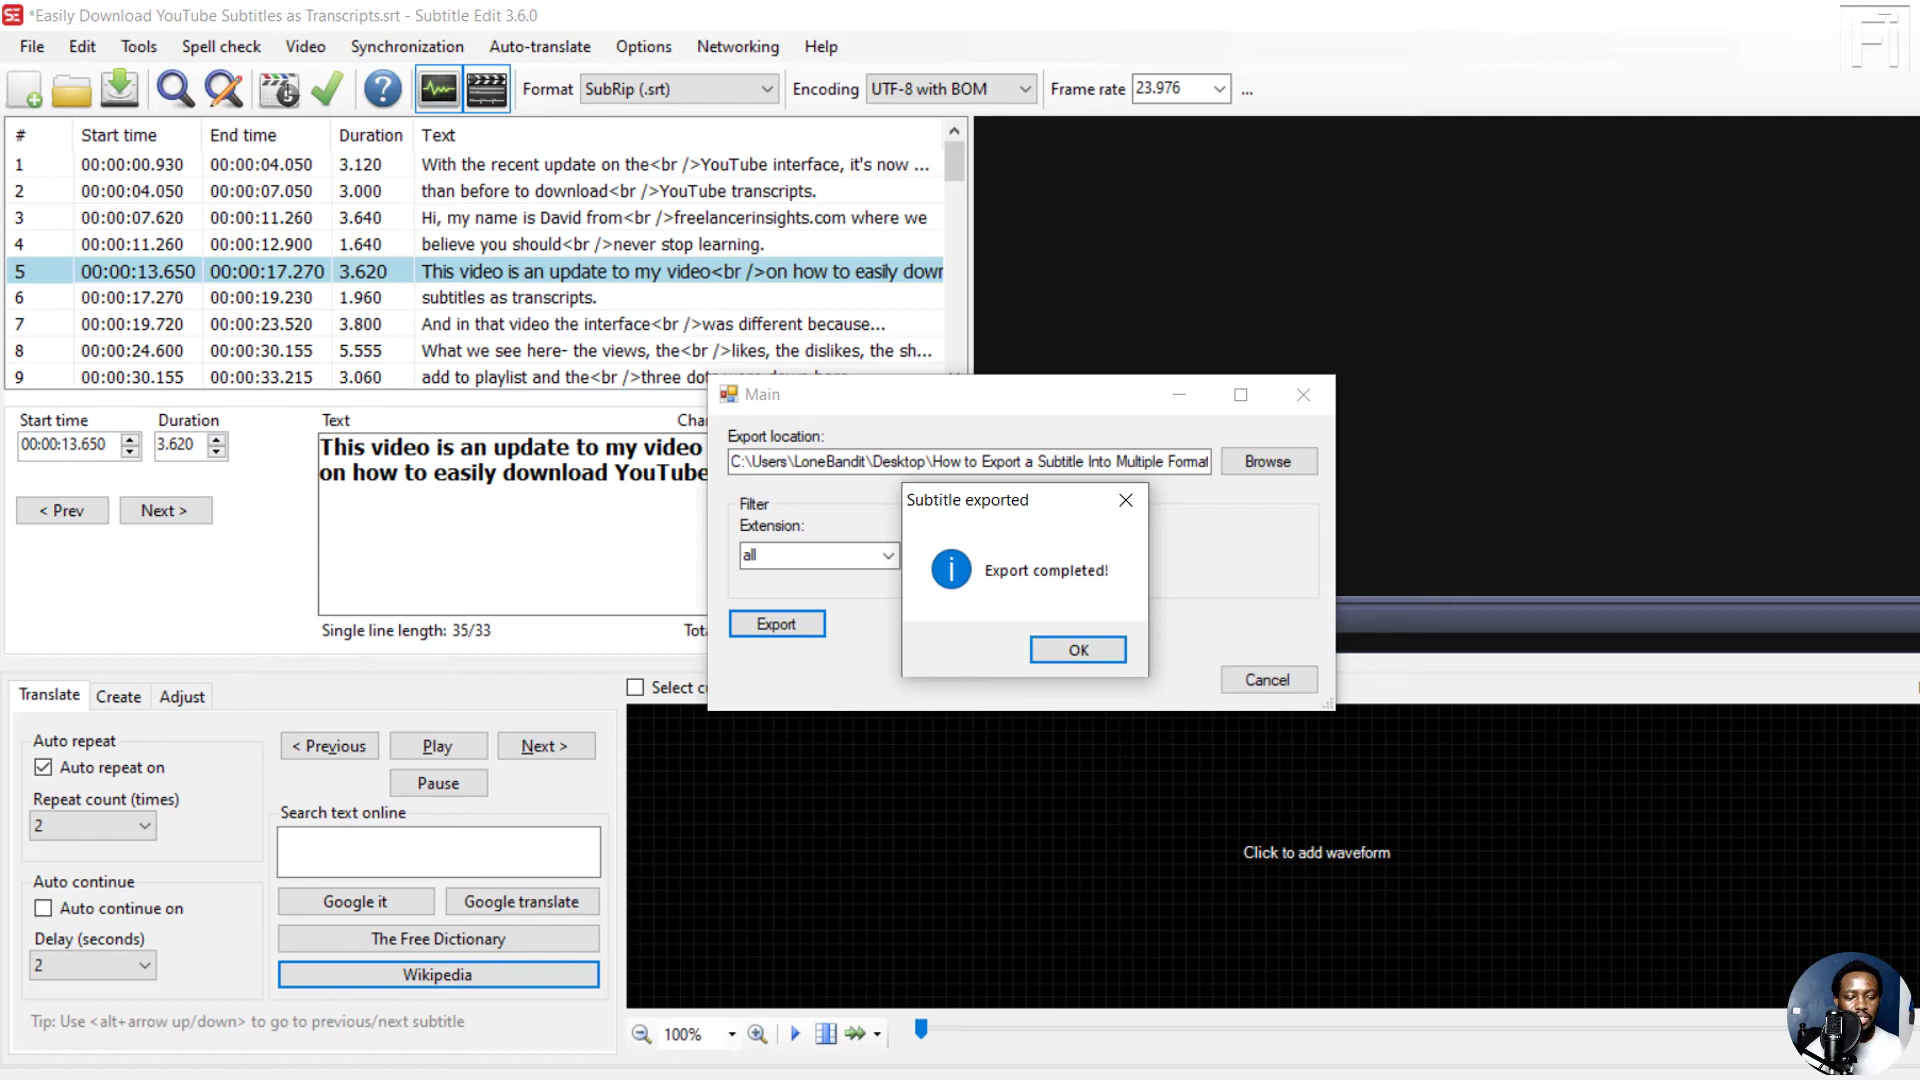 SE *Easily Download YouTube Subtitles as Transcripts.srt - Subtitle Edit 3.6.0
Fi
File Edit Tools Spell check Video Synchronization Auto-translate Options Networking Help
Format SubRip (.srt) Encoding UTF-8 with BOM Frame rate 23.976 ...
# Start time End time Duration Text
1 00:00:00.930 00:00:04.050 3.120 With the recent update on the<br />YouTube interface, it's now ...
2 00:00:04.050 00:00:07.050 3.000 than before to download<br />YouTube transcripts.
3 00:00:07.620 00:00:11.260 3.640 Hi, my name is David from<br />freelancerinsights.com where we
4 00:00:11.260 00:00:12.900 1.640 believe you should<br />never stop learning.
5 00:00:13.650 00:00:17.270 3.620 This video is an update to my video<br />on how to easily down
6 00:00:17.270 00:00:19.230 1.960 subtitles as transcripts.
7 00:00:19.720 00:00:23.520 3.800 And in that video the interface<br />was different because...
8 00:00:24.600 00:00:30.155 5.555 What we see here- the views, the<br />likes, the dislikes, the sh...
9 00:00:30.155 00:00:33.215 3.060 add to playlist and the<br />three dots
Start time Duration Text Cha
00:00:13.650 3.620
This video is an update to my video
on how to easily download YouTube
< Prev Next >
Single line length: 35/33 Tota
Main
Export location:
C:\Users\LoneBandit\Desktop\How to Export a Subtitle Into Multiple Format
Browse
Filter
Extension:
all
Export
Cancel
Subtitle exported
Export completed!
OK
Translate Create Adjust
Select cu
Auto repeat
Auto repeat on
Repeat count (times)
2
Auto continue
Auto continue on
Delay (seconds)
2
< Previous Play Next >
Pause
Search text online
Google it Google translate
The Free Dictionary
Wikipedia
Tip: Use <alt+arrow up/down> to go to previous/next subtitle
Click to add waveform
100%